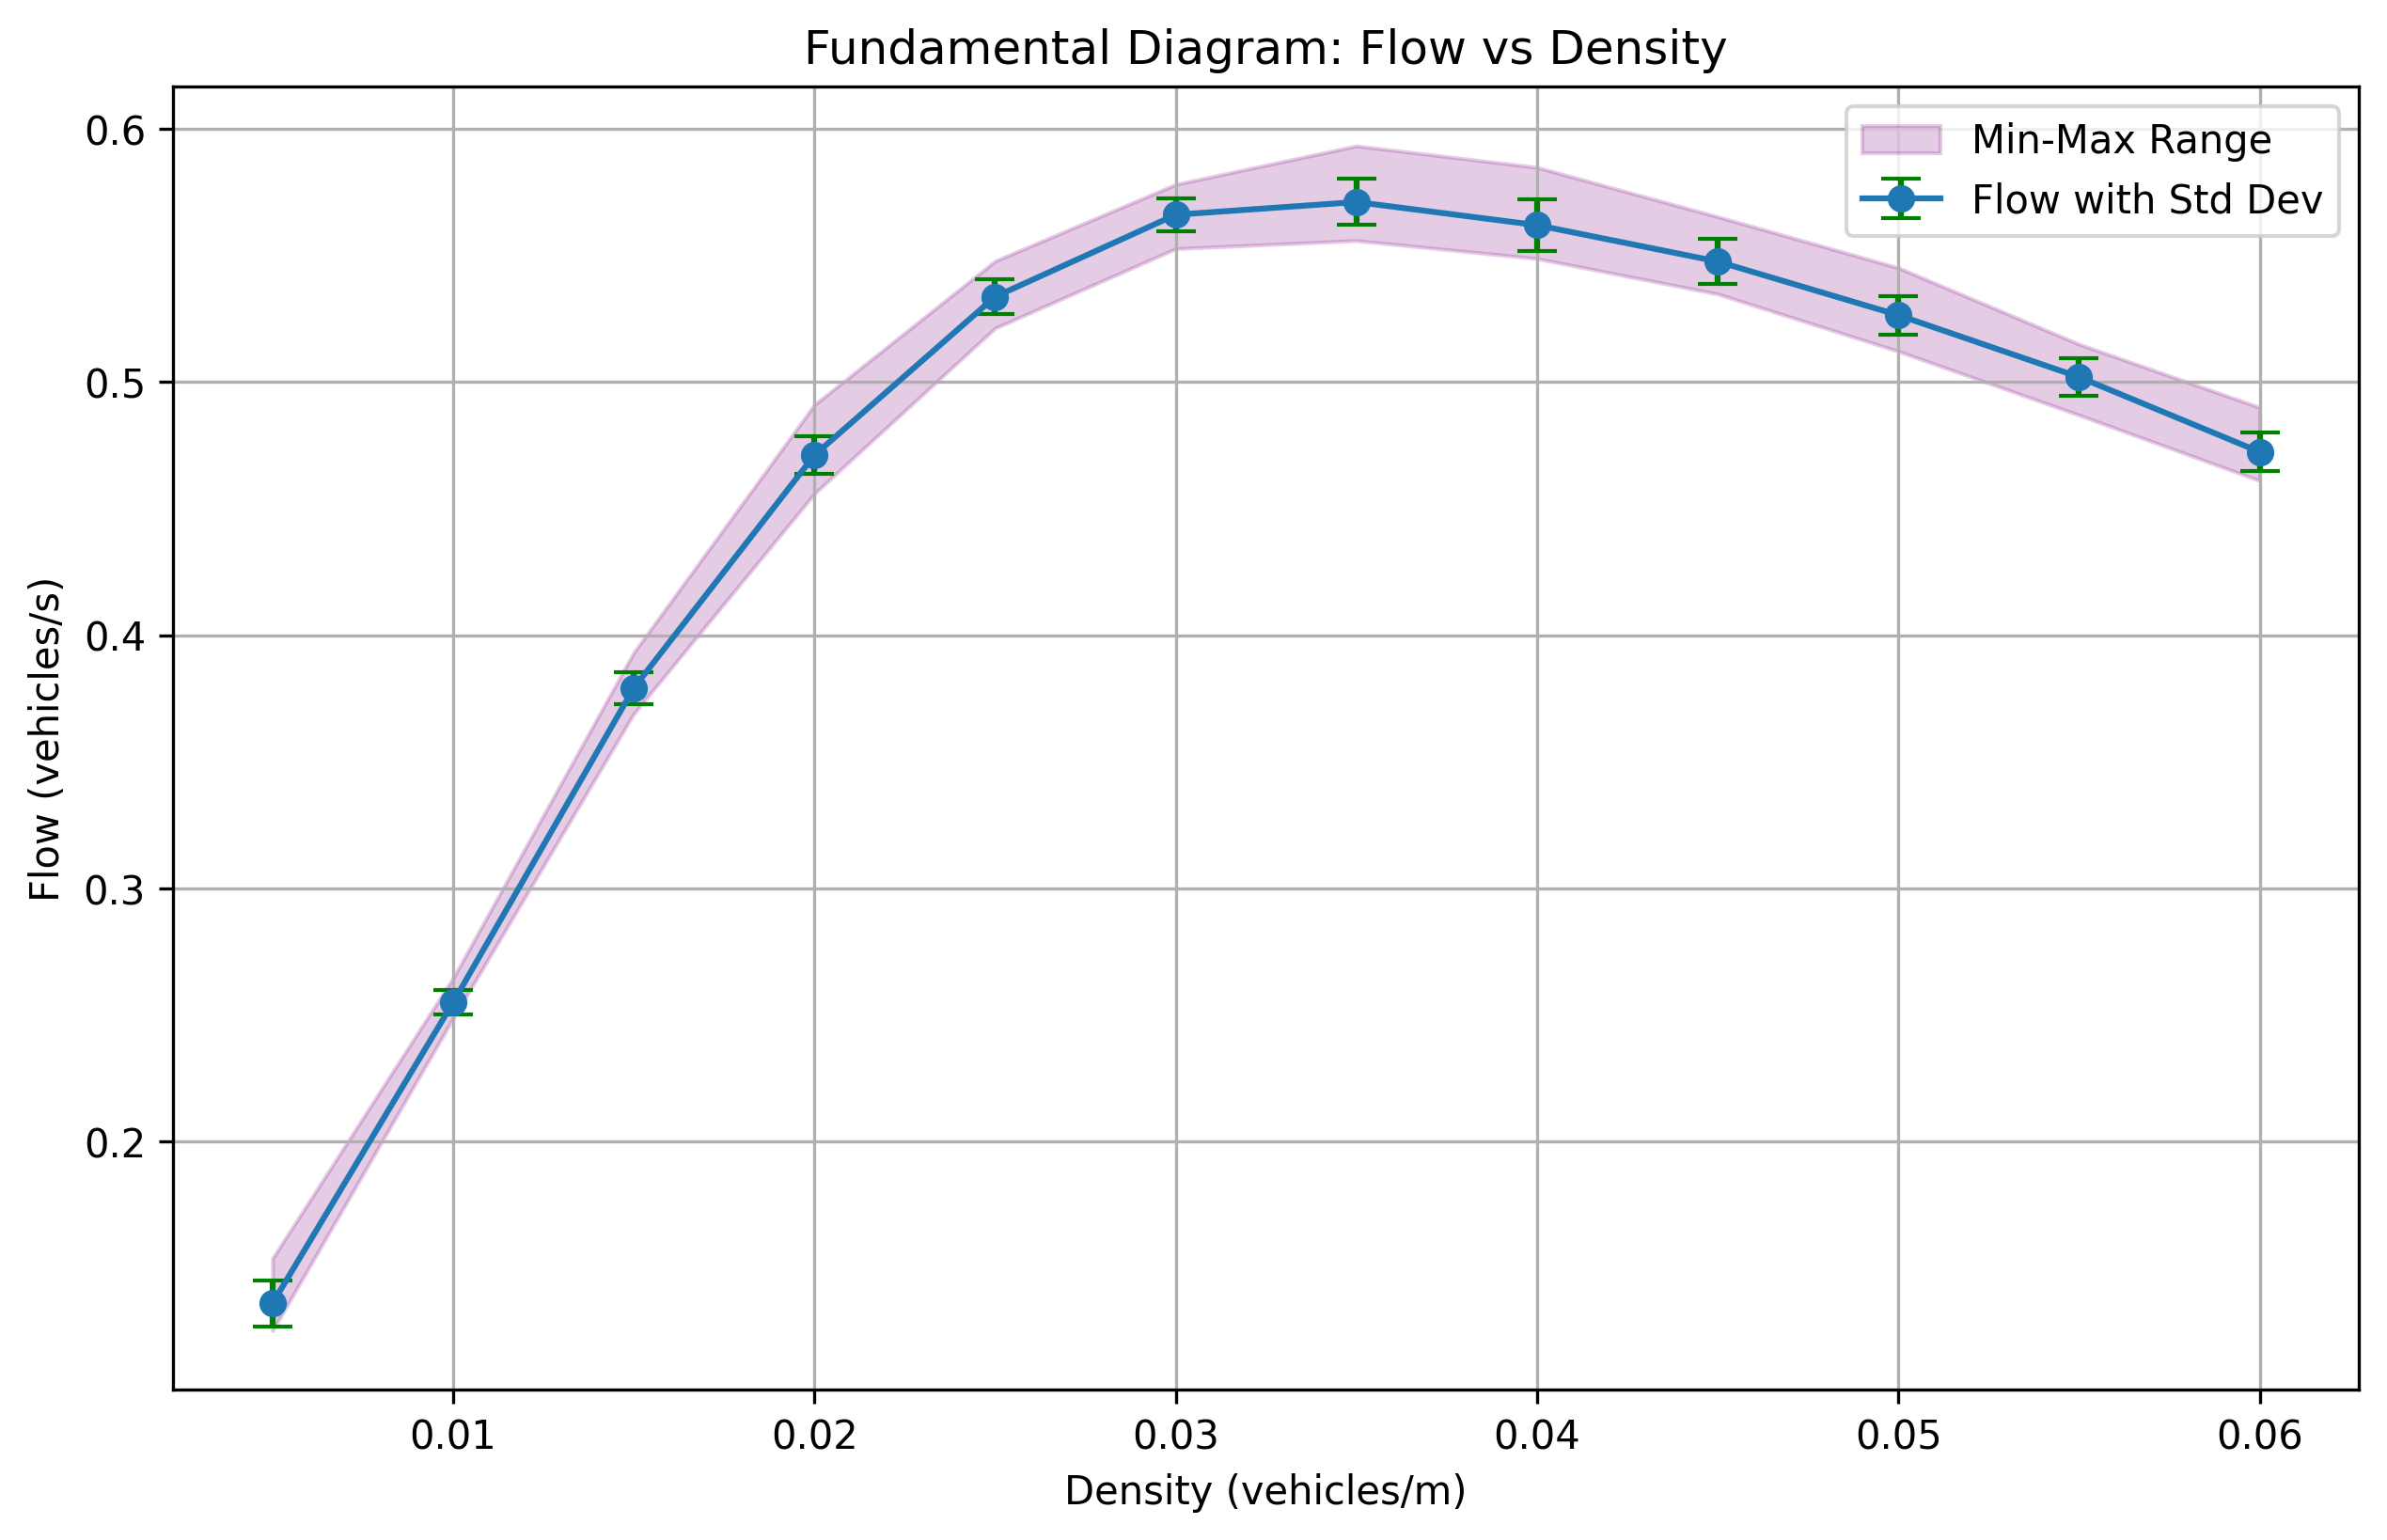 Fundamental Diagram: Flow vs Density
Min-Max Range
Flow with Std Dev
0.6
0.5
0.4
0.3
0.2
Flow (vehicles/s)
0.01 0.02 0.03 0.04 0.05 0.06
Density (vehicles/m)